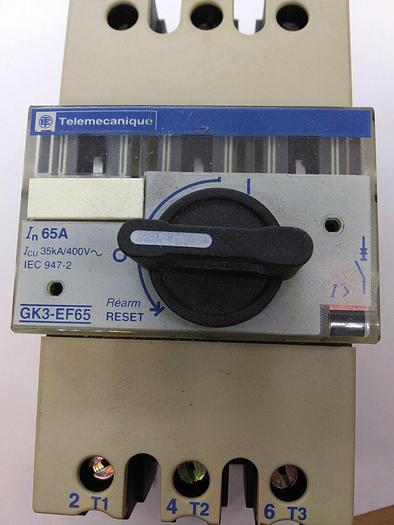 Telemecanique
In 65A
ICU 35kA/400V~
IEC 947-2
I
O
I>
GK3-EF65
Réarm
RESET
2 T1 4 T2 6 T3